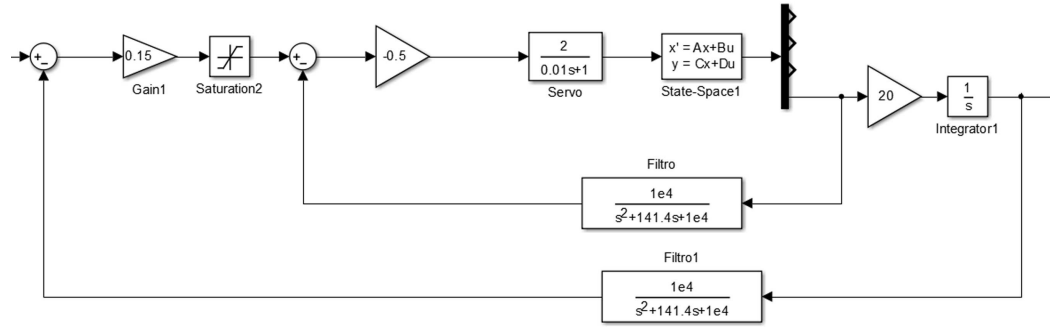 +
−
0.15
Gain1
Saturation2
+
−
-0.5
2
0.01s+1
Servo
x' = Ax+Bu
y = Cx+Du
State-Space1
20
1
s
Integrator1
Filtro
1e4
s²+141.4s+1e4
Filtro1
1e4
s²+141.4s+1e4